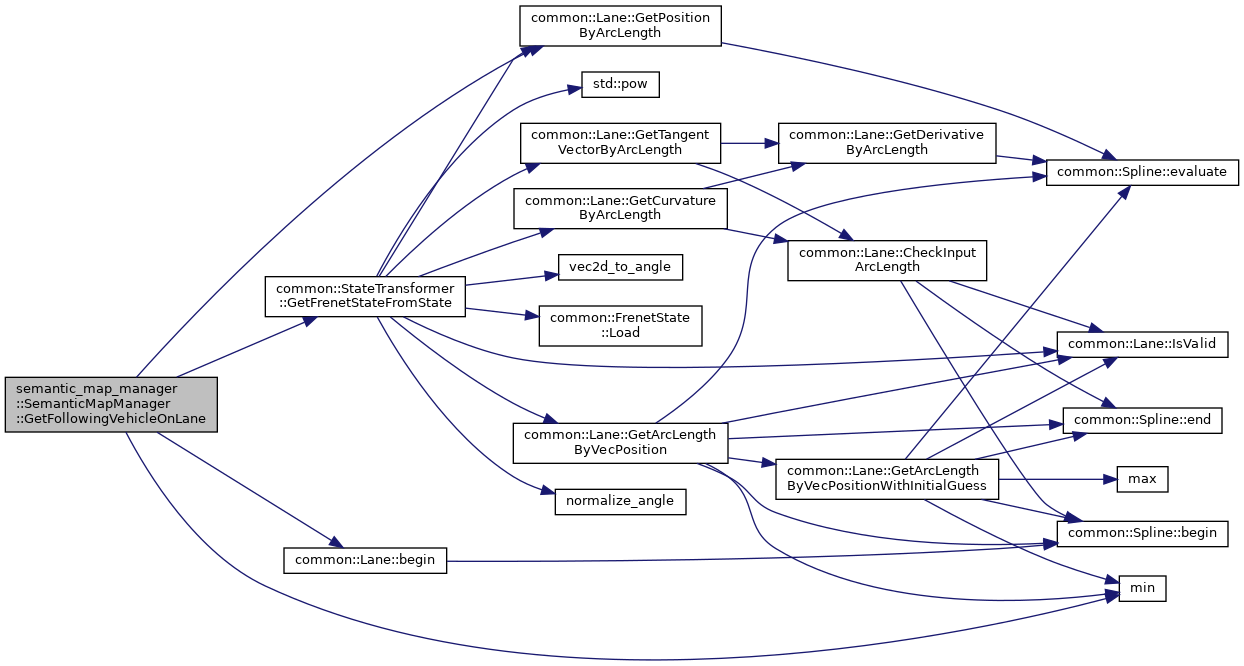 common::Lane::GetPosition
ByArcLength
std::pow
common::Lane::GetTangent
VectorByArcLength
common::Lane::GetDerivative
ByArcLength
common::Spline::evaluate
common::Lane::GetCurvature
ByArcLength
common::Lane::CheckInput
ArcLength
vec2d_to_angle
common::StateTransformer
::GetFrenetStateFromState
common::FrenetState
::Load
common::Lane::IsValid
semantic_map_manager
::SemanticMapManager
::GetFollowingVehicleOnLane
common::Spline::end
common::Lane::GetArcLength
ByVecPosition
common::Lane::GetArcLength
ByVecPositionWithInitialGuess
max
normalize_angle
common::Spline::begin
common::Lane::begin
min